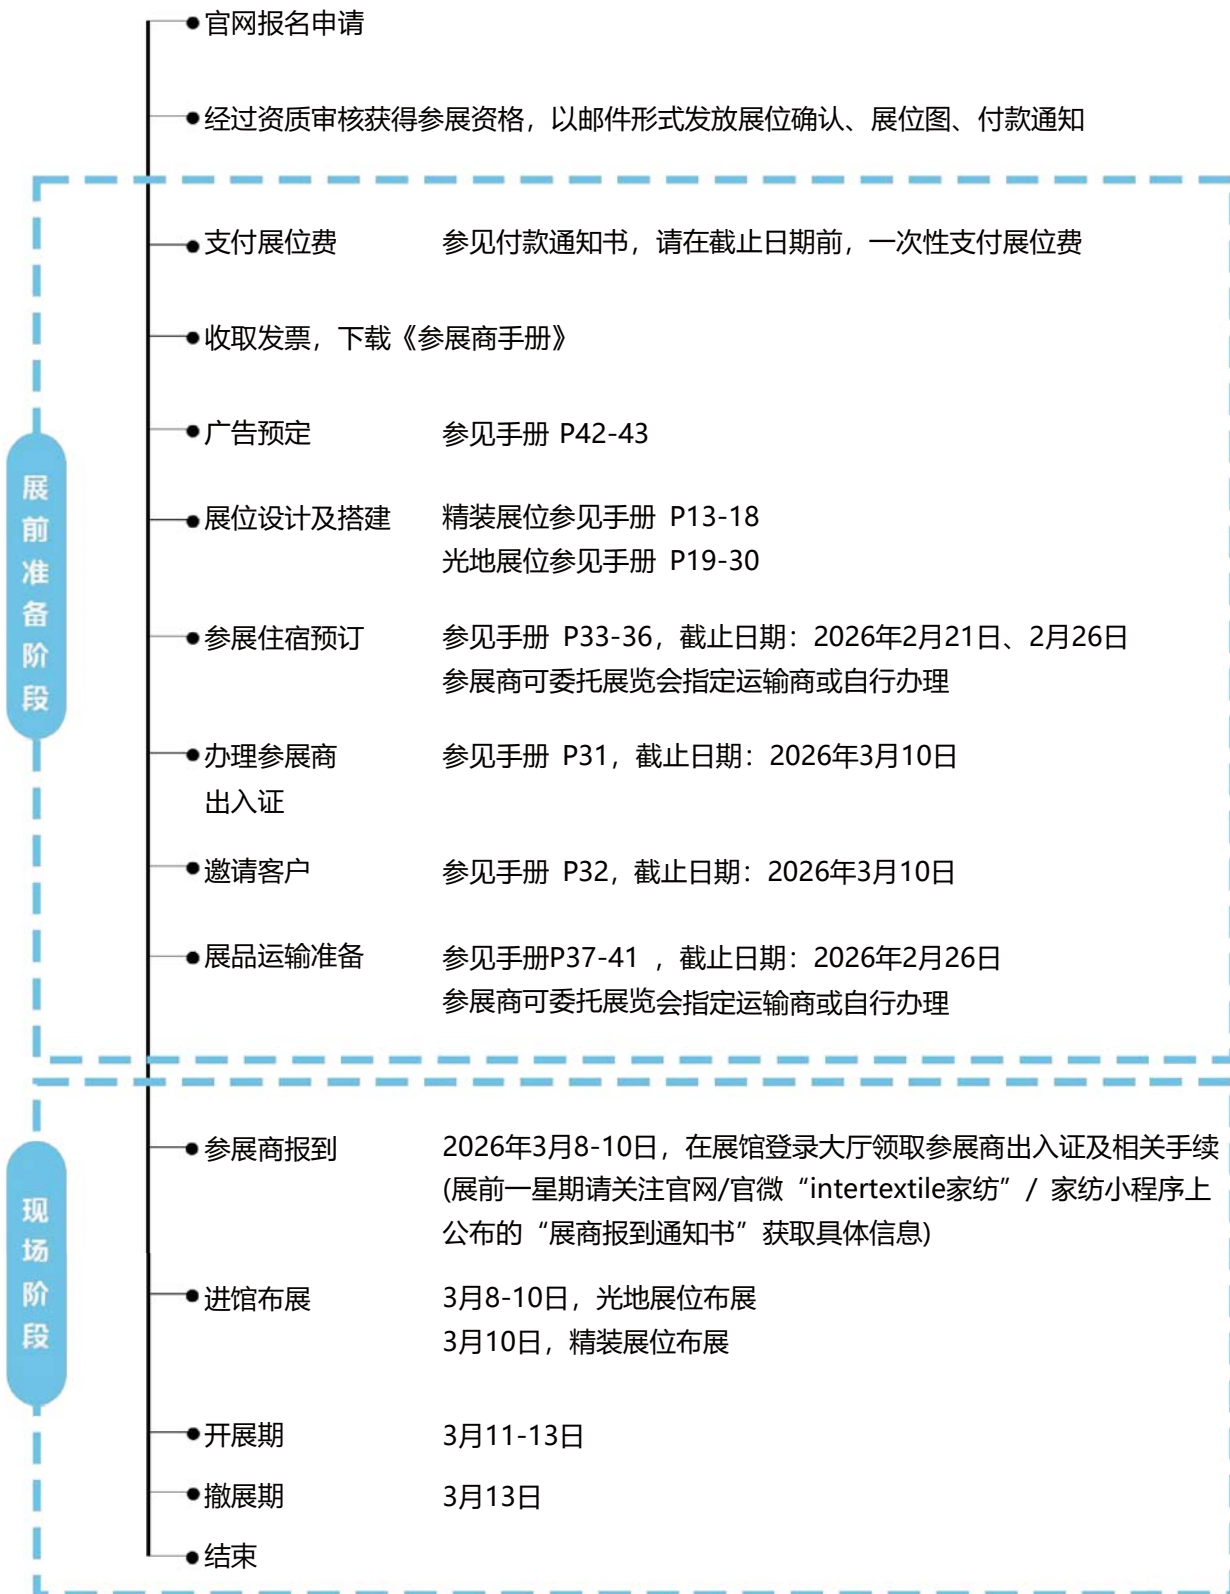 官网报名申请
经过资质审核获得参展资格，以邮件形式发放展位确认、展位图、付款通知
展前准备阶段
支付展位费 参见付款通知书，请在截止日期前，一次性支付展位费
收取发票，下载《参展商手册》
广告预定 参见手册 P42-43
展位设计及搭建 精装展位参见手册 P13-18
光地展位参见手册 P19-30
参展住宿预订 参见手册 P33-36，截止日期：2026年2月21日、2月26日
参展商可委托展览会指定运输商或自行办理
办理参展商 参见手册 P31，截止日期：2026年3月10日
出入证
邀请客户 参见手册 P32，截止日期：2026年3月10日
展品运输准备 参见手册P37-41 ，截止日期：2026年2月26日
参展商可委托展览会指定运输商或自行办理
现场阶段
参展商报到 2026年3月8-10日，在展馆登录大厅领取参展商出入证及相关手续
(展前一星期请关注官网/官微“intertextile家纺”/ 家纺小程序上
公布的“展商报到通知书”获取具体信息)
进馆布展 3月8-10日，光地展位布展
3月10日，精装展位布展
开展期 3月11-13日
撤展期 3月13日
结束